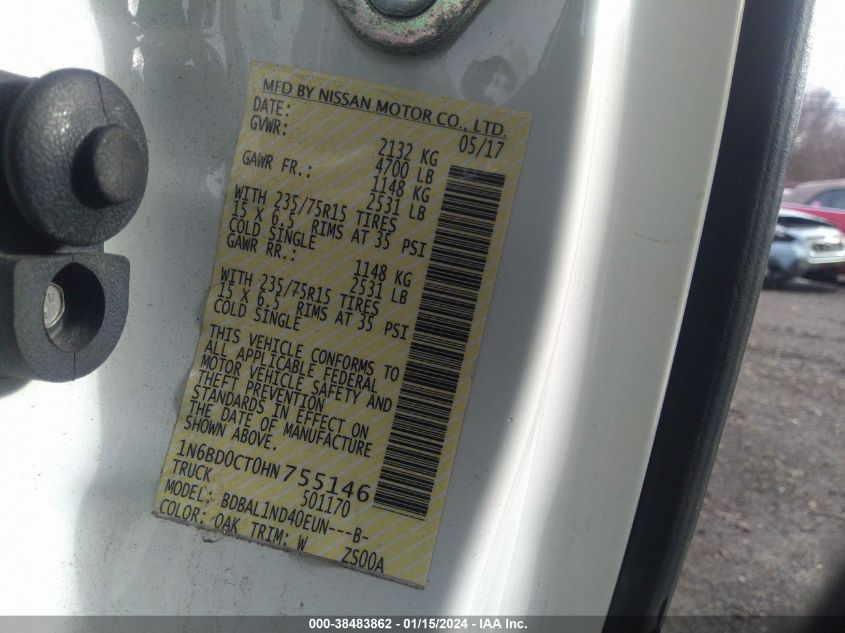 MFD BY NISSAN MOTOR CO., LTD.
DATE: 05/17
GVWR: 2132 KG
4700 LB
GAWR FR.: 1148 KG
2531 LB
WITH 235/75R15 TIRES
15 X 6.5 RIMS AT 35 PSI
COLD SINGLE
GAWR RR.: 1148 KG
2531 LB
WITH 235/75R15 TIRES
15 X 6.5 RIMS AT 35 PSI
COLD SINGLE
THIS VEHICLE CONFORMS TO
ALL APPLICABLE FEDERAL
MOTOR VEHICLE SAFETY AND
THEFT PREVENTION
STANDARDS IN EFFECT ON
THE DATE OF MANUFACTURE
SHOWN ABOVE.
1N6BD0CT0HN755146
TRUCK 501170
MODEL: BDBAL1ND40EUN---B-
COLOR: QAK TRIM: W ZS00A
000-38483862 - 01/15/2024 - IAA Inc.